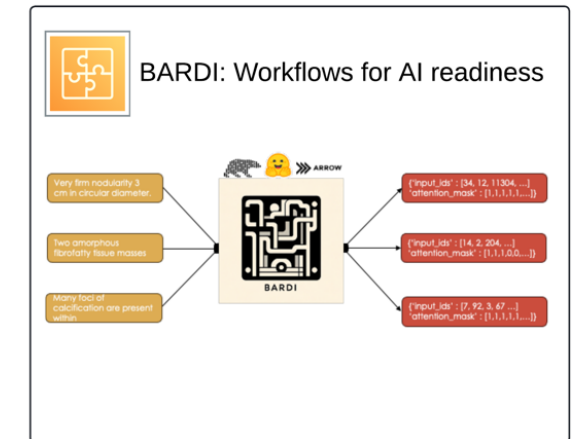 BARDI: Workflows for AI readiness
ARROW
Very firm nodularity 3
cm in circular diameter.
Two amorphous
fibrofatty tissue masses
Many foci of
calcification are present
within
BARDI
{'input_ids' : [34, 12, 11304, ...]
'attention_mask' : [1,1,1,1,1,...]}
{'input_ids' : [14, 2, 204, ...]
'attention_mask' : [1,1,1,0,0,...]}
{'input_ids' : [7, 92, 3, 67 ...]
'attention_mask' : [1,1,1,1,1,...]}